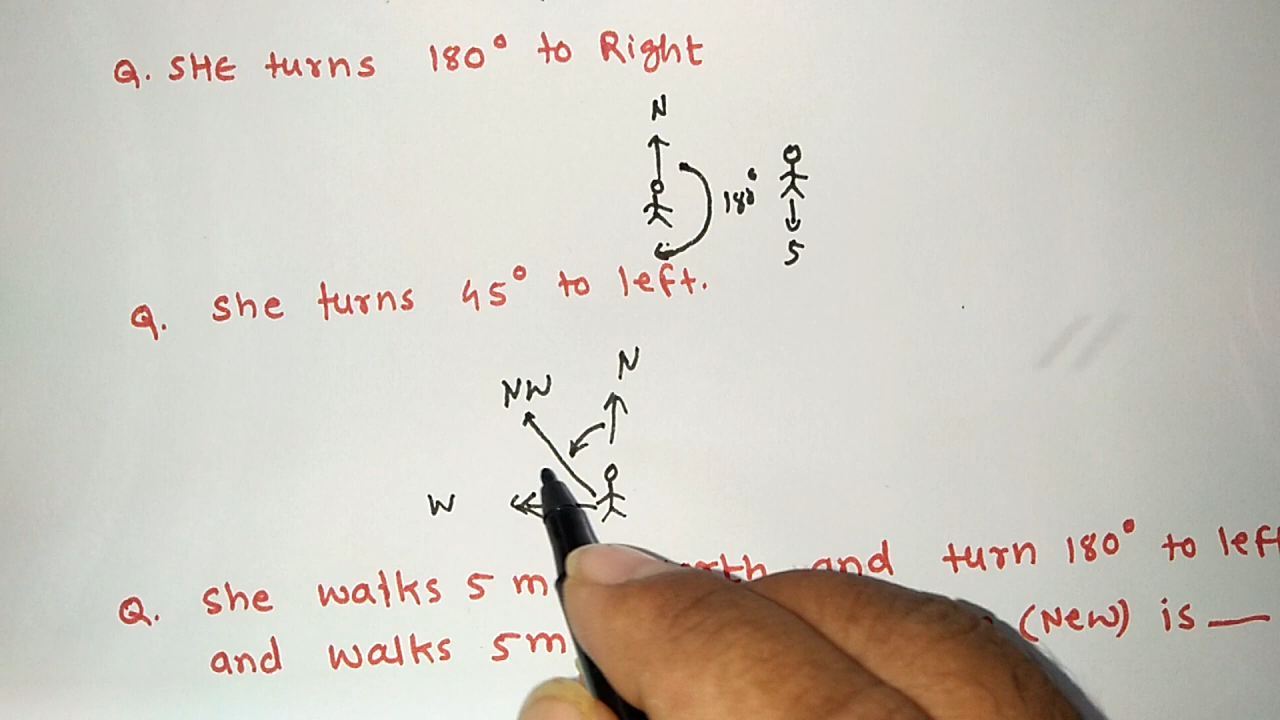 Q. SHE turns 180° to Right
N
180°
S
Q. she turns 45° to left.
N
NW
W
Q. she walks 5 m and turn 180° to left
and walks 5m (New) is